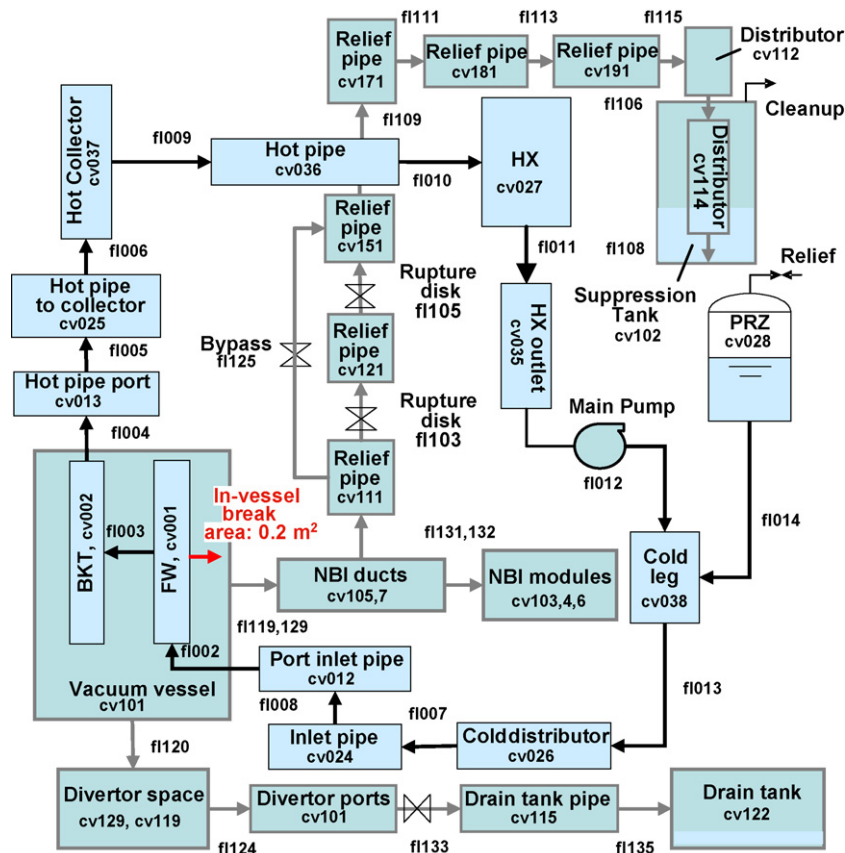 fl111
fl113
fl115
Distributor
cv112
Relief
pipe
cv171
Relief pipe
cv181
Relief pipe
cv191
fl106
Cleanup
Hot Collector
cv037
fl009
fl109
Hot pipe
cv036
fl010
HX
cv027
Distributor
cv114
fl006
Relief
pipe
cv151
fl011
fl108
Relief
Hot pipe
to collector
cv025
Rupture
disk
fl105
HX outlet
cv035
Suppression
Tank
cv102
PRZ
cv028
fl005
Bypass
fl125
Relief
pipe
cv121
Hot pipe port
cv013
Rupture
disk
fl103
Main Pump
fl004
Relief
pipe
cv111
fl012
In-vessel
break
area: 0.2 m²
BKT, cv002
fl003
FW, cv001
fl131,132
fl014
NBI ducts
cv105,7
NBI modules
cv103,4,6
Cold
leg
cv038
fl119,129
fl002
Port inlet pipe
cv012
Vacuum vessel
cv101
fl008
fl007
fl013
Inlet pipe
cv024
Colddistributor
cv026
fl120
Divertor space
cv129, cv119
Divertor ports
cv101
Drain tank pipe
cv115
Drain tank
cv122
fl124
fl133
fl135